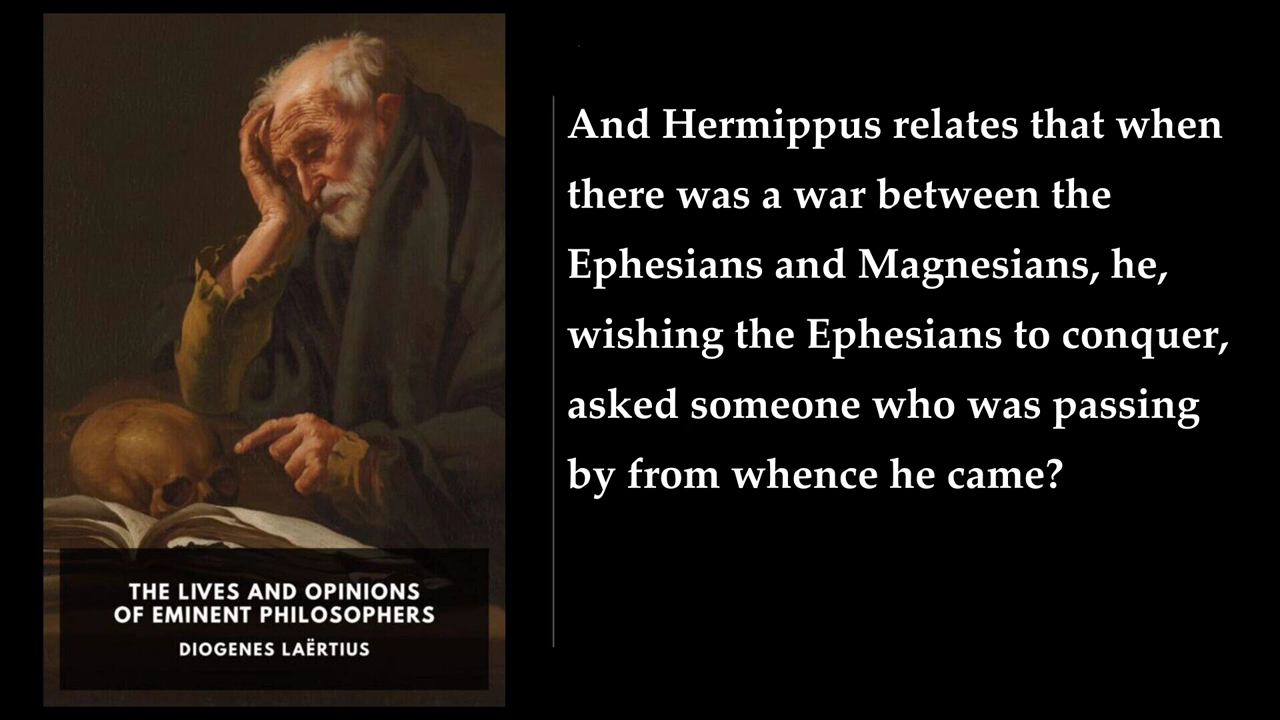 THE LIVES AND OPINIONS
OF EMINENT PHILOSOPHERS
DIOGENES LAËRTIUS
And Hermippus relates that when
there was a war between the
Ephesians and Magnesians, he,
wishing the Ephesians to conquer,
asked someone who was passing
by from whence he came?